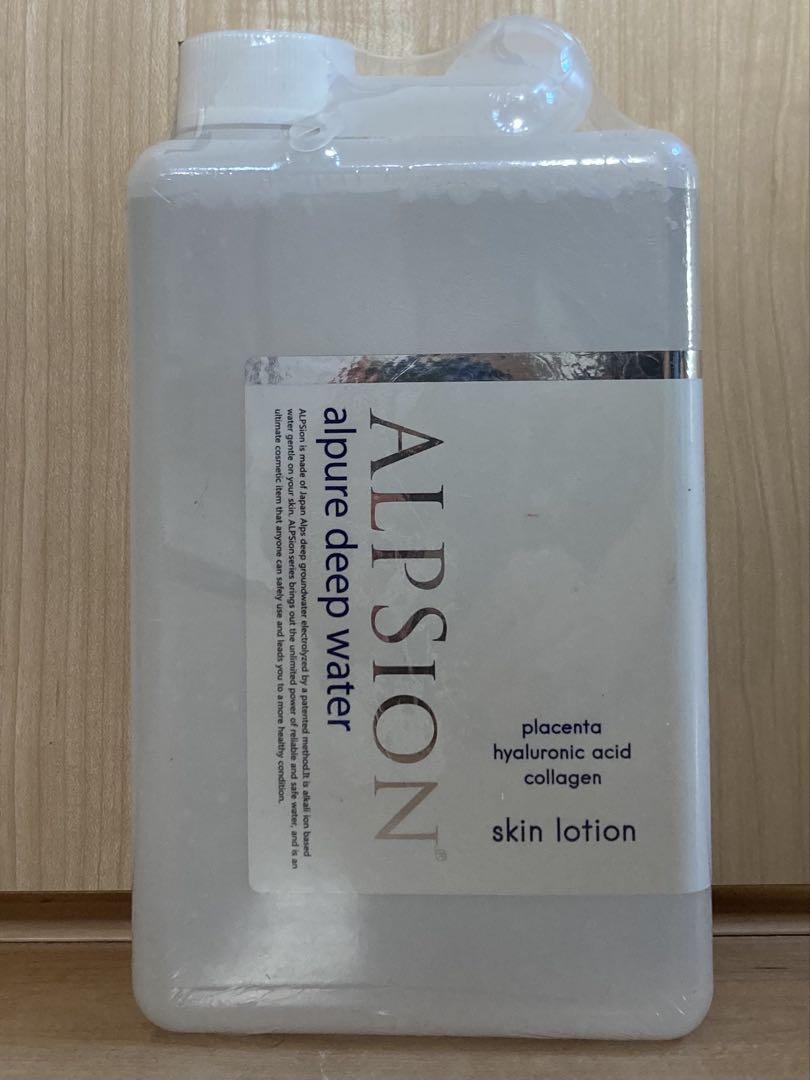 ALPSION®
alpure deep water
ALPSion is made of Japan Alps deep groundwater electrolyzed by a patented method.It is alkali ion based
water gentle on your skin. ALPSion series brings out the unlimited power of reliable and safe water, and is an
ultimate cosmetic item that anyone can safely use and leads you to a more healthy condition.
placenta
hyaluronic acid
collagen
skin lotion